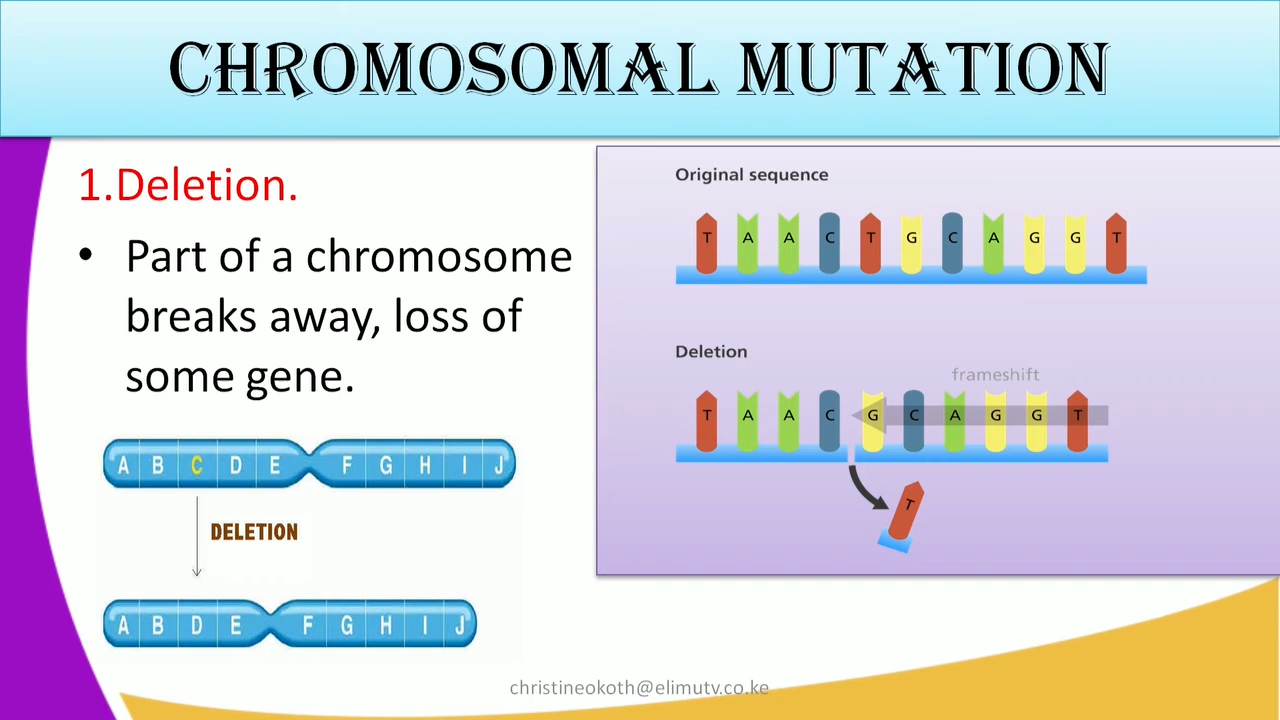 CHROMOSOMAL MUTATION
1.Deletion.
• Part of a chromosome
breaks away, loss of
some gene.
A B C D E F G H I J
DELETION
A B D E F G H I J
Original sequence
T A A C T G C A G G T
Deletion
frameshift
T A A C G C A G G T
T
christineokoth@elimutv.co.ke